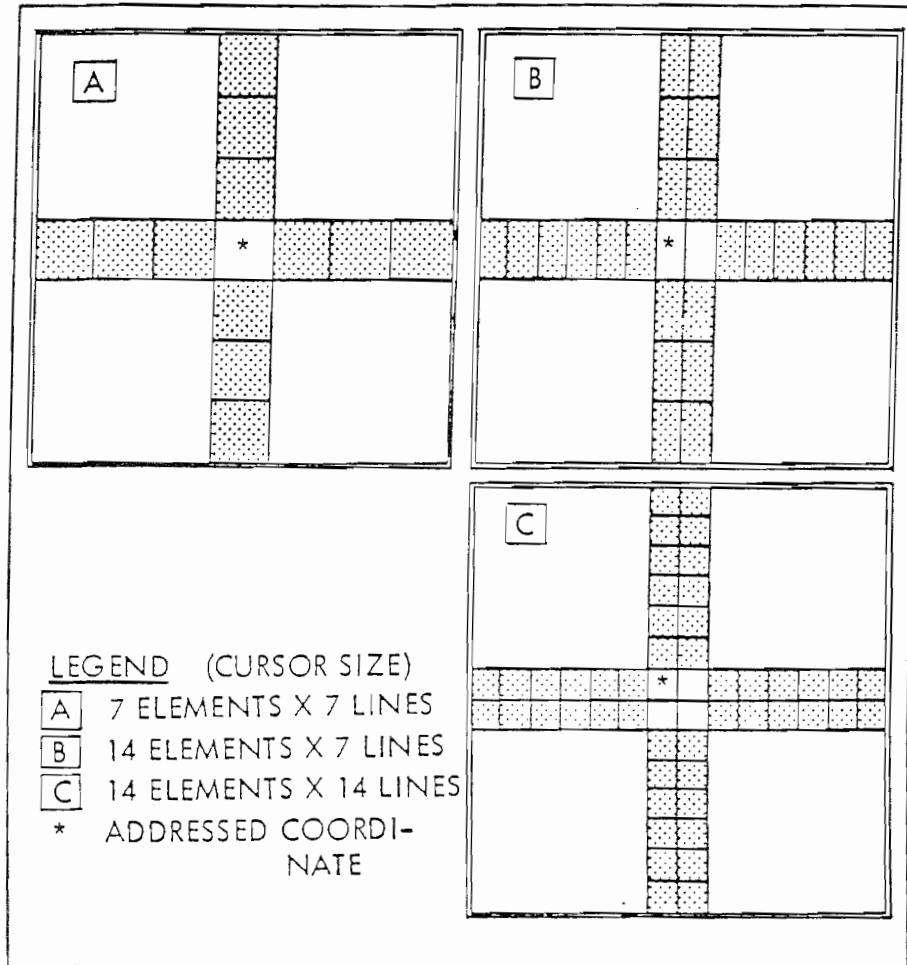 A
*
B
*
C
*
LEGEND (CURSOR SIZE)
A 7 ELEMENTS X 7 LINES
B 14 ELEMENTS X 7 LINES
C 14 ELEMENTS X 14 LINES
* ADDRESSED COORDI-
NATE